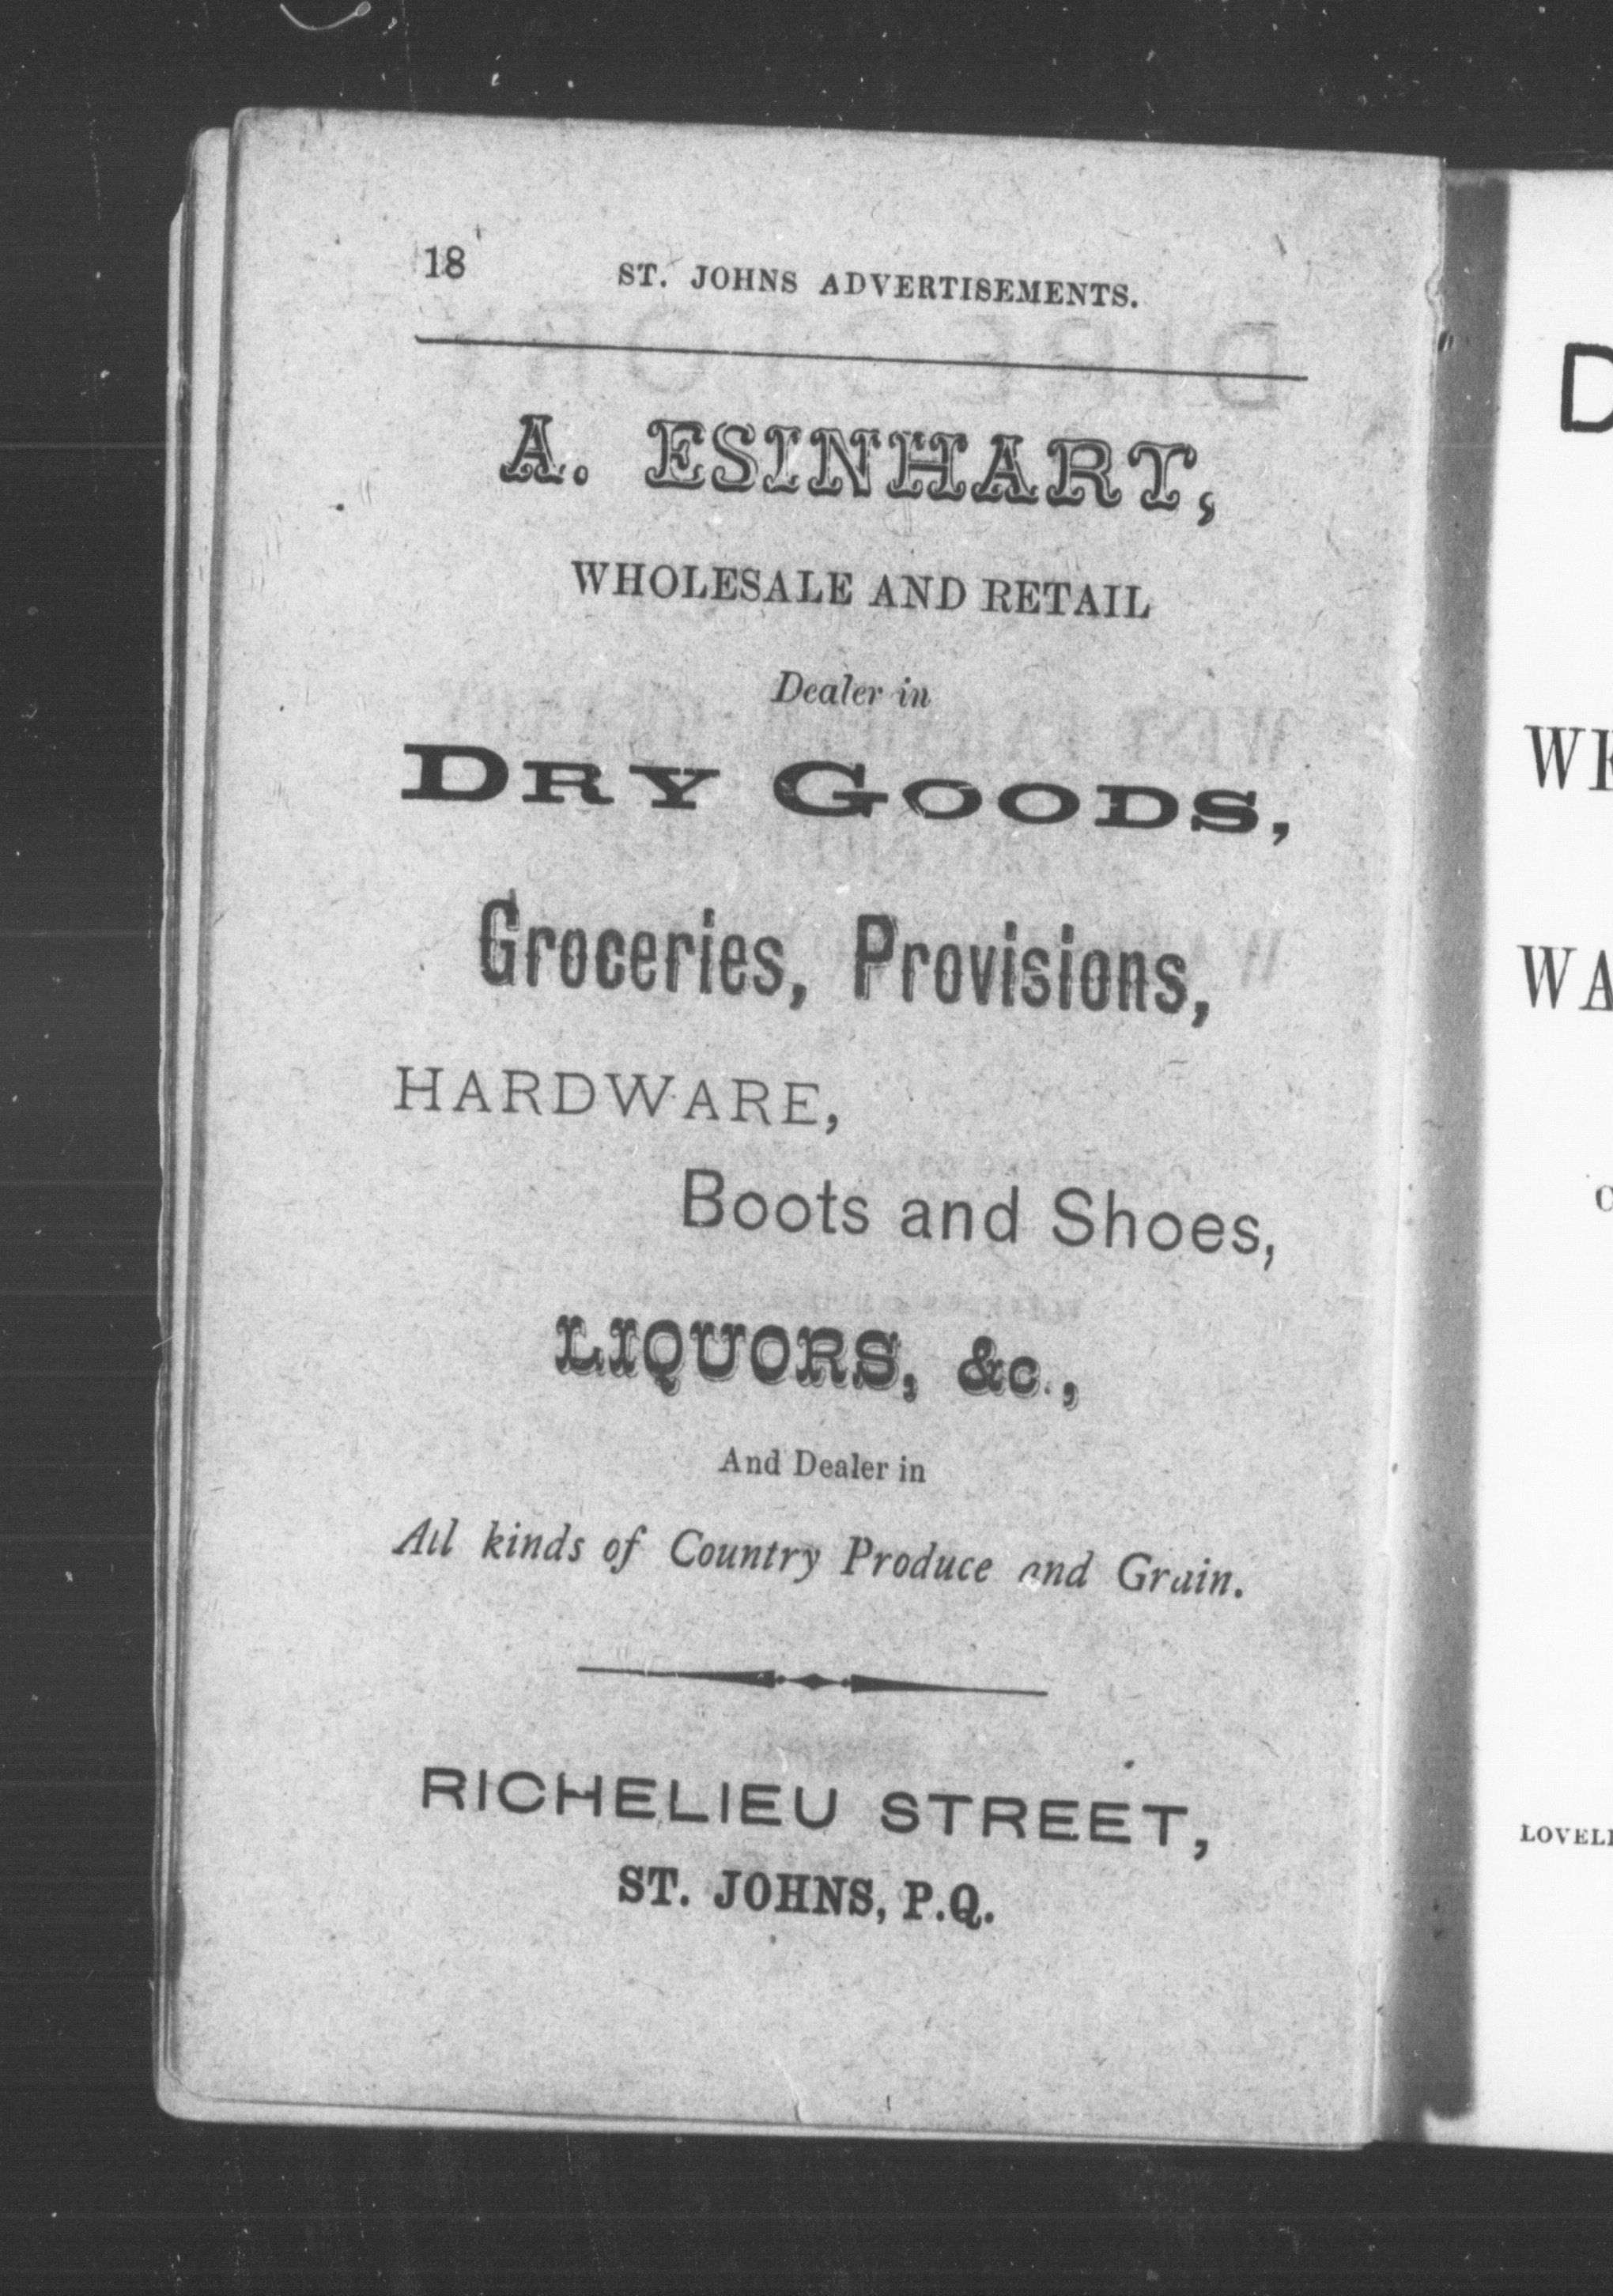 18 ST. JOHNS ADVERTISEMENTS.
A. ESINHART,
WHOLESALE AND RETAIL
Dealer in
DRY GOODS,
Groceries, Provisions,
HARDWARE,
Boots and Shoes,
LIQUORS, &c.,
And Dealer in
All kinds of Country Produce and Grain.
RICHELIEU STREET,
ST. JOHNS, P.Q.